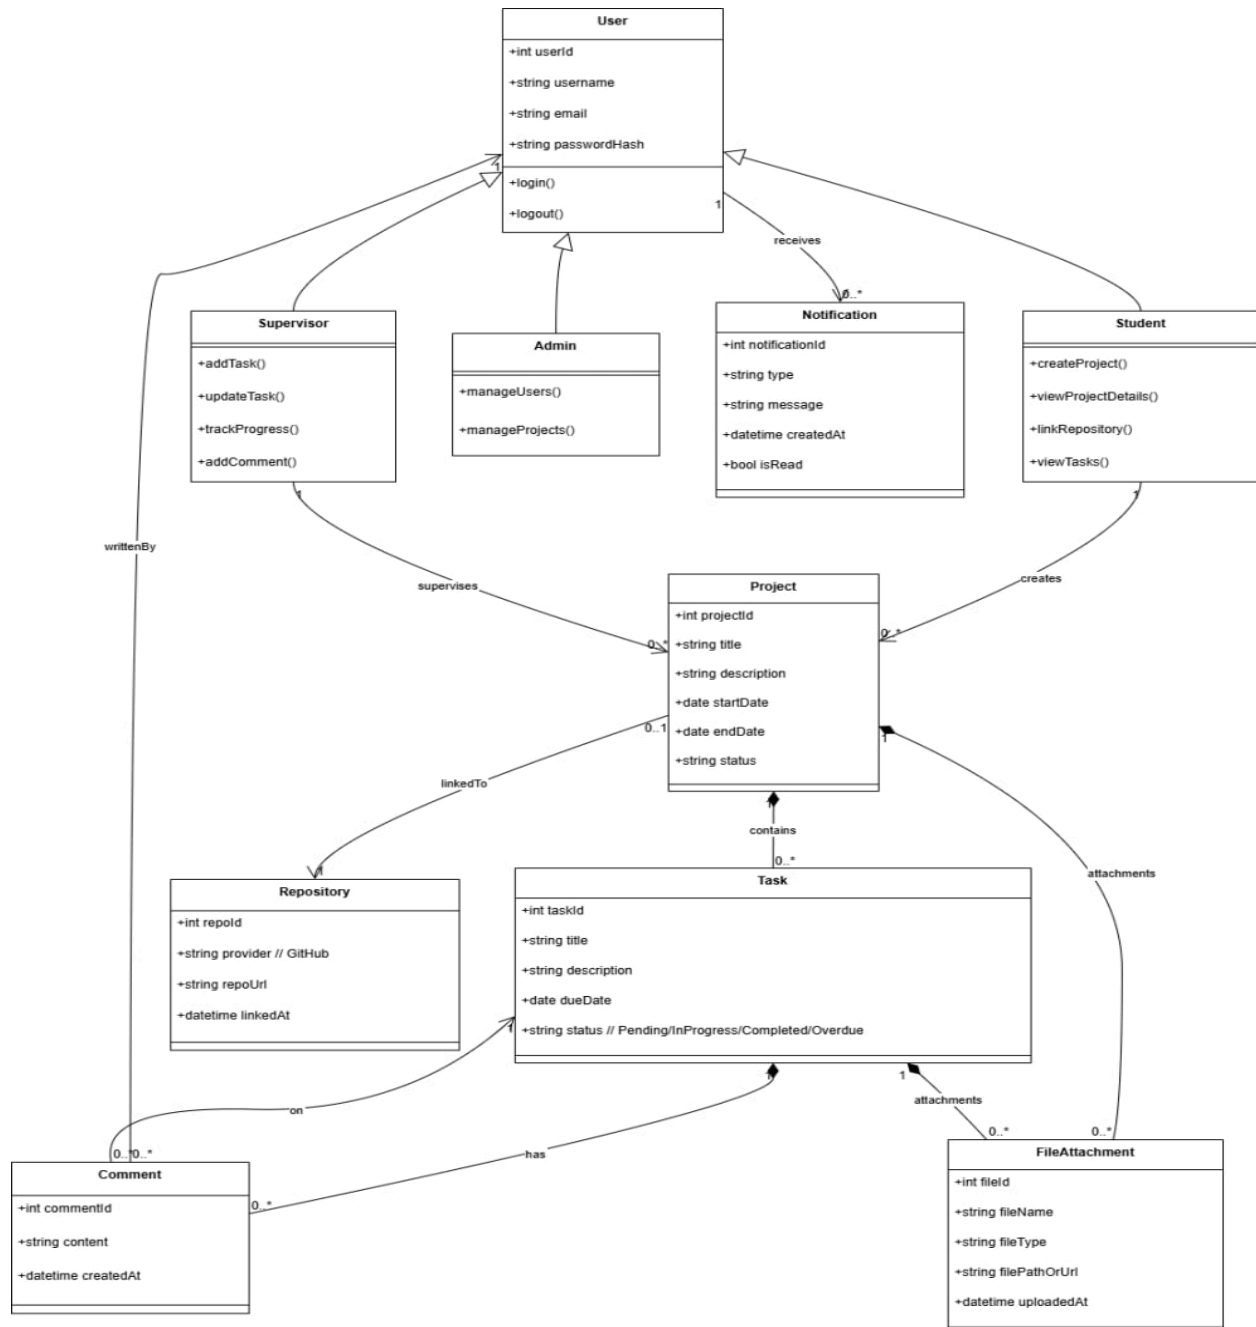 User
+int userId
+string username
+string email
+string passwordHash
+login()
+logout()
1
1
receives
0..*
Supervisor
+addTask()
+updateTask()
+trackProgress()
+addComment()
Admin
+manageUsers()
+manageProjects()
Notification
+int notificationId
+string type
+string message
+datetime createdAt
+bool isRead
Student
+createProject()
+viewProjectDetails()
+linkRepository()
+viewTasks()
1
1
writtenBy
supervises
creates
0..*
0..*
Project
+int projectId
+string title
+string description
+date startDate
+date endDate
+string status
0..1
1
linkedTo
1
contains
0..*
1
attachments
Repository
+int repoId
+string provider // GitHub
+string repoUrl
+datetime linkedAt
Task
+int taskId
+string title
+string description
+date dueDate
+string status // Pending/InProgress/Completed/Overdue
1
1
1
attachments
on
has
0..*
0..*
0..*
0..*
0..*
Comment
+int commentId
+string content
+datetime createdAt
FileAttachment
+int fileId
+string fileName
+string fileType
+string filePathOrUrl
+datetime uploadedAt